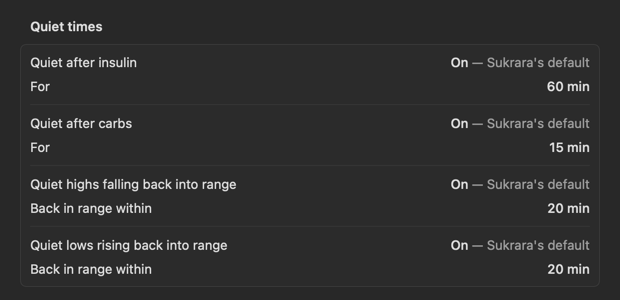 Quiet times
Quiet after insulin On — Sukrara's default
For 60 min
Quiet after carbs On — Sukrara's default
For 15 min
Quiet highs falling back into range On — Sukrara's default
Back in range within 20 min
Quiet lows rising back into range On — Sukrara's default
Back in range within 20 min